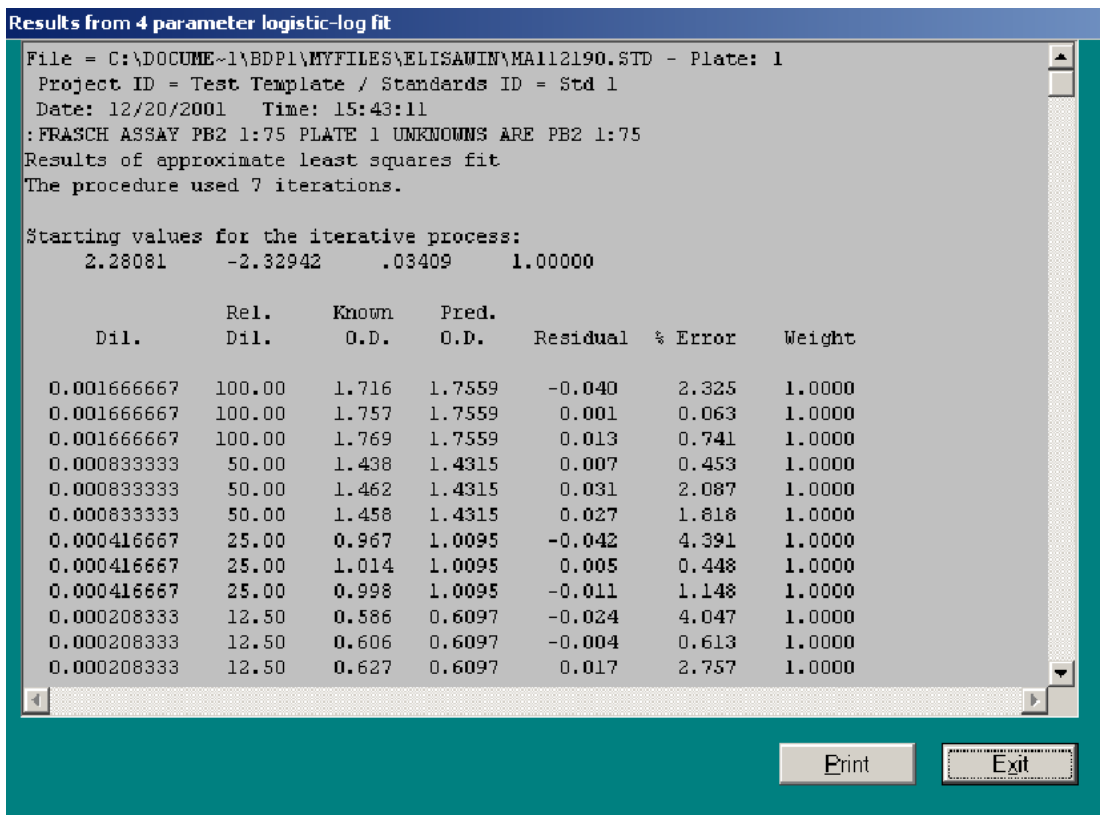 Results from 4 parameter logistic-log fit
File = C:\DOCUME~1\BDP1\MYFILES\ELISAWIN\MA112190.STD - Plate: 1
Project ID = Test Template / Standards ID = Std 1
Date: 12/20/2001 Time: 15:43:11
:FRASCH ASSAY PB2 1:75 PLATE 1 UNKNOWNS ARE PB2 1:75
Results of approximate least squares fit
The procedure used 7 iterations.
Starting values for the iterative process:
2.28081 -2.32942 .03409 1.00000
Rel. Known Pred.
Dil. Dil. O.D. O.D. Residual % Error Weight
0.001666667 100.00 1.716 1.7559 -0.040 2.325 1.0000
0.001666667 100.00 1.757 1.7559 0.001 0.063 1.0000
0.001666667 100.00 1.769 1.7559 0.013 0.741 1.0000
0.000833333 50.00 1.438 1.4315 0.007 0.453 1.0000
0.000833333 50.00 1.462 1.4315 0.031 2.087 1.0000
0.000833333 50.00 1.458 1.4315 0.027 1.818 1.0000
0.000416667 25.00 0.967 1.0095 -0.042 4.391 1.0000
0.000416667 25.00 1.014 1.0095 0.005 0.448 1.0000
0.000416667 25.00 0.998 1.0095 -0.011 1.148 1.0000
0.000208333 12.50 0.586 0.6097 -0.024 4.047 1.0000
0.000208333 12.50 0.606 0.6097 -0.004 0.613 1.0000
0.000208333 12.50 0.627 0.6097 0.017 2.757 1.0000
Print Exit